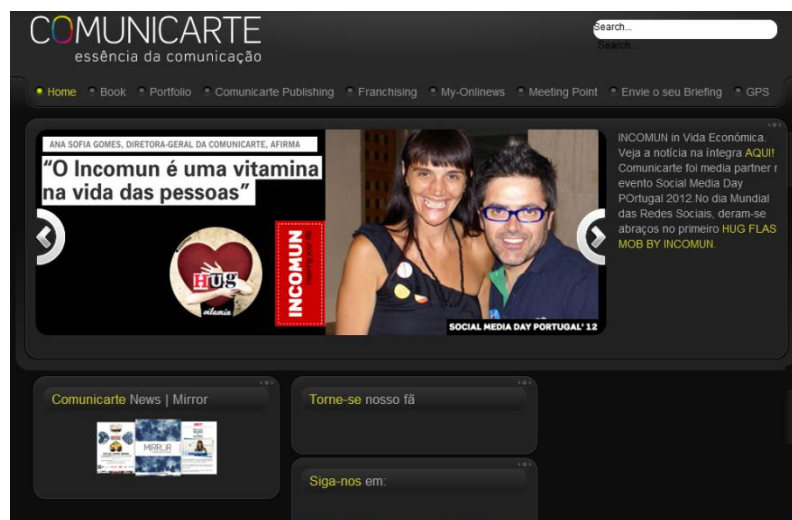 COMUNICARTE
essência da comunicação
Search...
Search...
Home Book Portfolio Comunicarte Publishing Franchising My-Onlinews Meeting Point Envie o seu Briefing GPS
ANA SOFIA GOMES, DIRETORA-GERAL DA COMUNICARTE, AFIRMA
“O Incomun é uma vitamina
na vida das pessoas”
HUG
vitamin
INCOMUN
SOCIAL MEDIA DAY PORTUGAL' 12
INCOMUN in Vida Económica.
Veja a notícia na íntegra AQUI!
Comunicarte foi media partner r
evento Social Media Day
POrtugal 2012.No dia Mundial
das Redes Sociais, deram-se
abraços no primeiro HUG FLAS
MOB BY INCOMUN.
Comunicarte News | Mirror
MIRROR
Torne-se nosso fã
Siga-nos em: